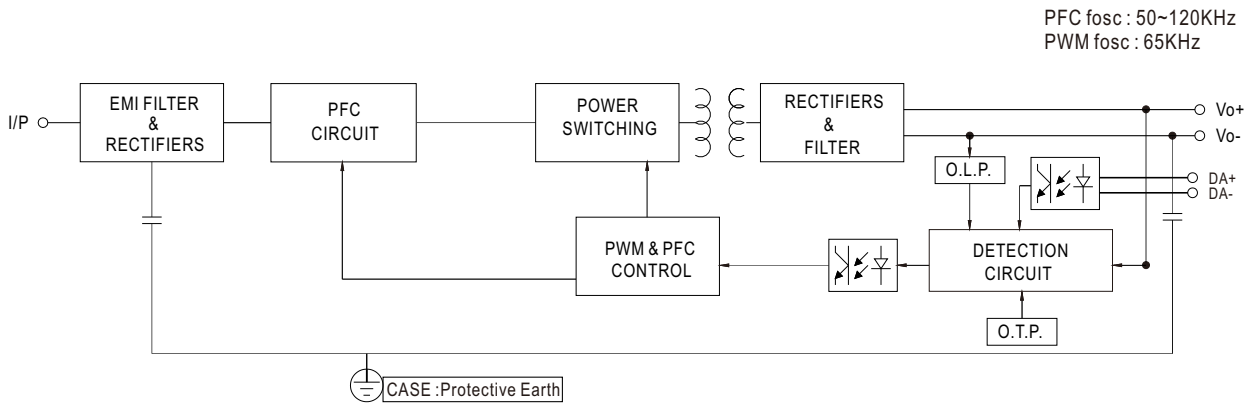 PFC fosc : 50~120KHz
PWM fosc : 65KHz
I/P
EMI FILTER
&
RECTIFIERS
PFC
CIRCUIT
POWER
SWITCHING
RECTIFIERS
&
FILTER
Vo+
Vo-
O.L.P.
DA+
DA-
PWM & PFC
CONTROL
DETECTION
CIRCUIT
O.T.P.
CASE :Protective Earth